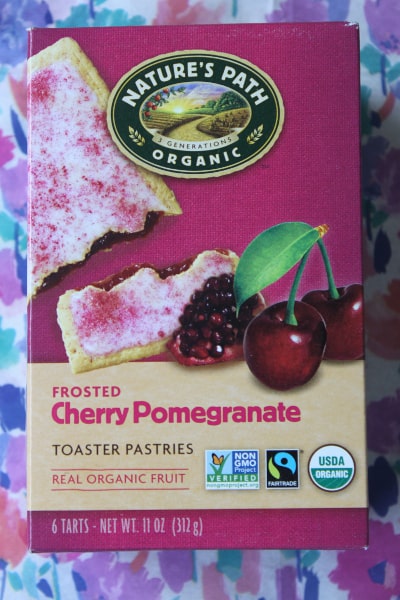 NATURE'S PATH
3 GENERATIONS
ORGANIC
FROSTED
Cherry Pomegranate
TOASTER PASTRIES
REAL ORGANIC FRUIT
NON
GMO
Project
VERIFIED
nongmoproject.org
FAIRTRADE
USDA
ORGANIC
6 TARTS - NET WT. 11 OZ (312g)